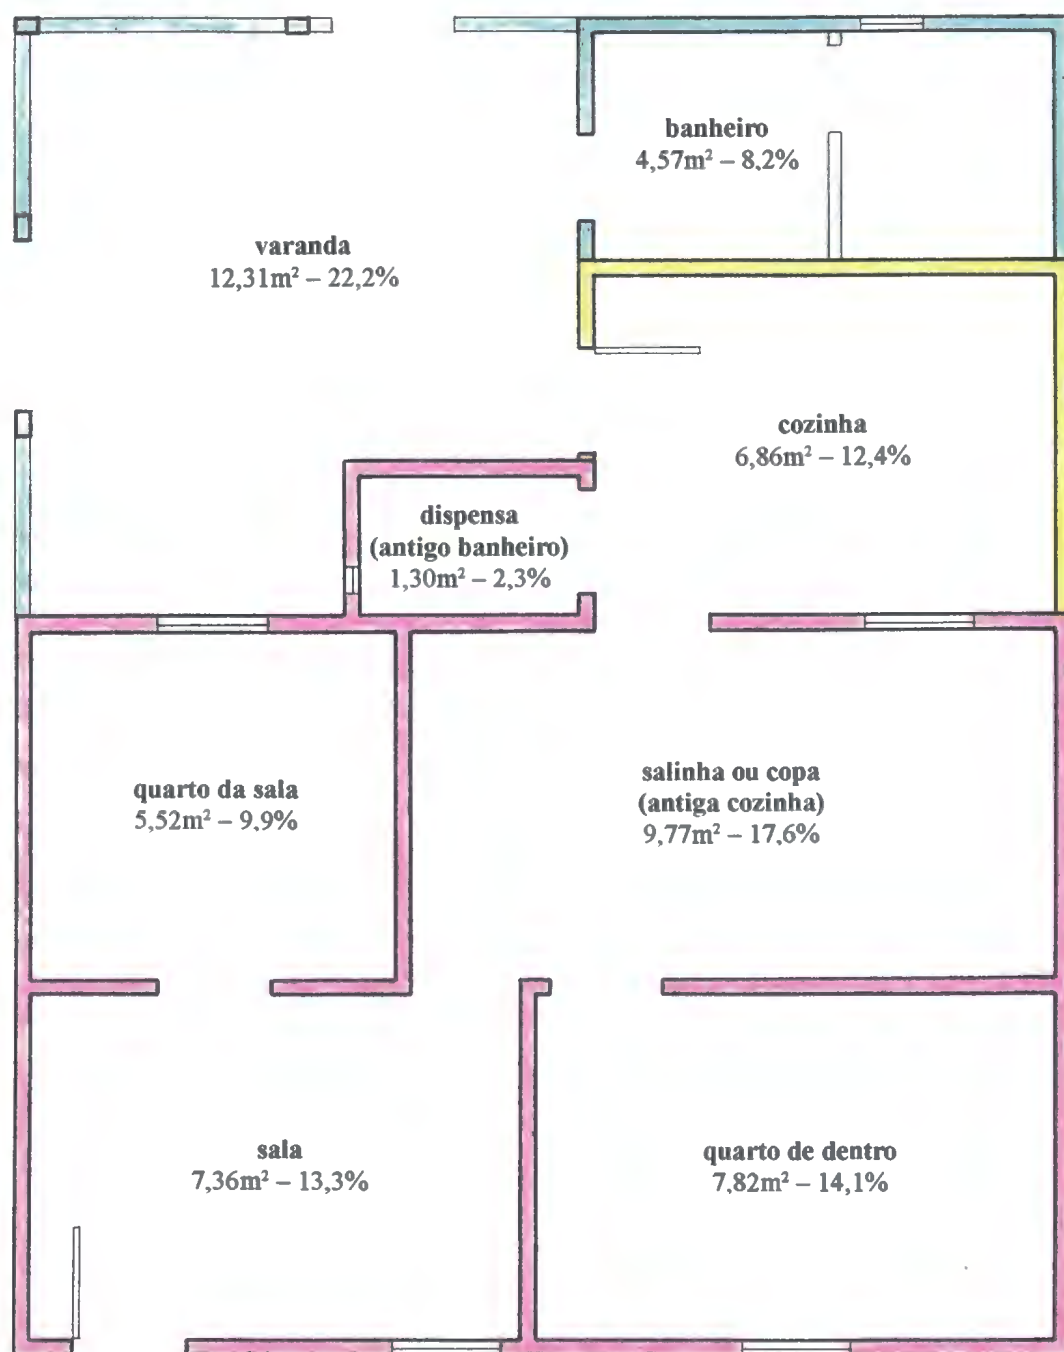 banheiro
4,57m² – 8,2%
varanda
12,31m² – 22,2%
cozinha
6,86m² – 12,4%
dispensa
(antigo banheiro)
1,30m² – 2,3%
quarto da sala
5,52m² – 9,9%
salinha ou copa
(antiga cozinha)
9,77m² – 17,6%
sala
7,36m² – 13,3%
quarto de dentro
7,82m² – 14,1%